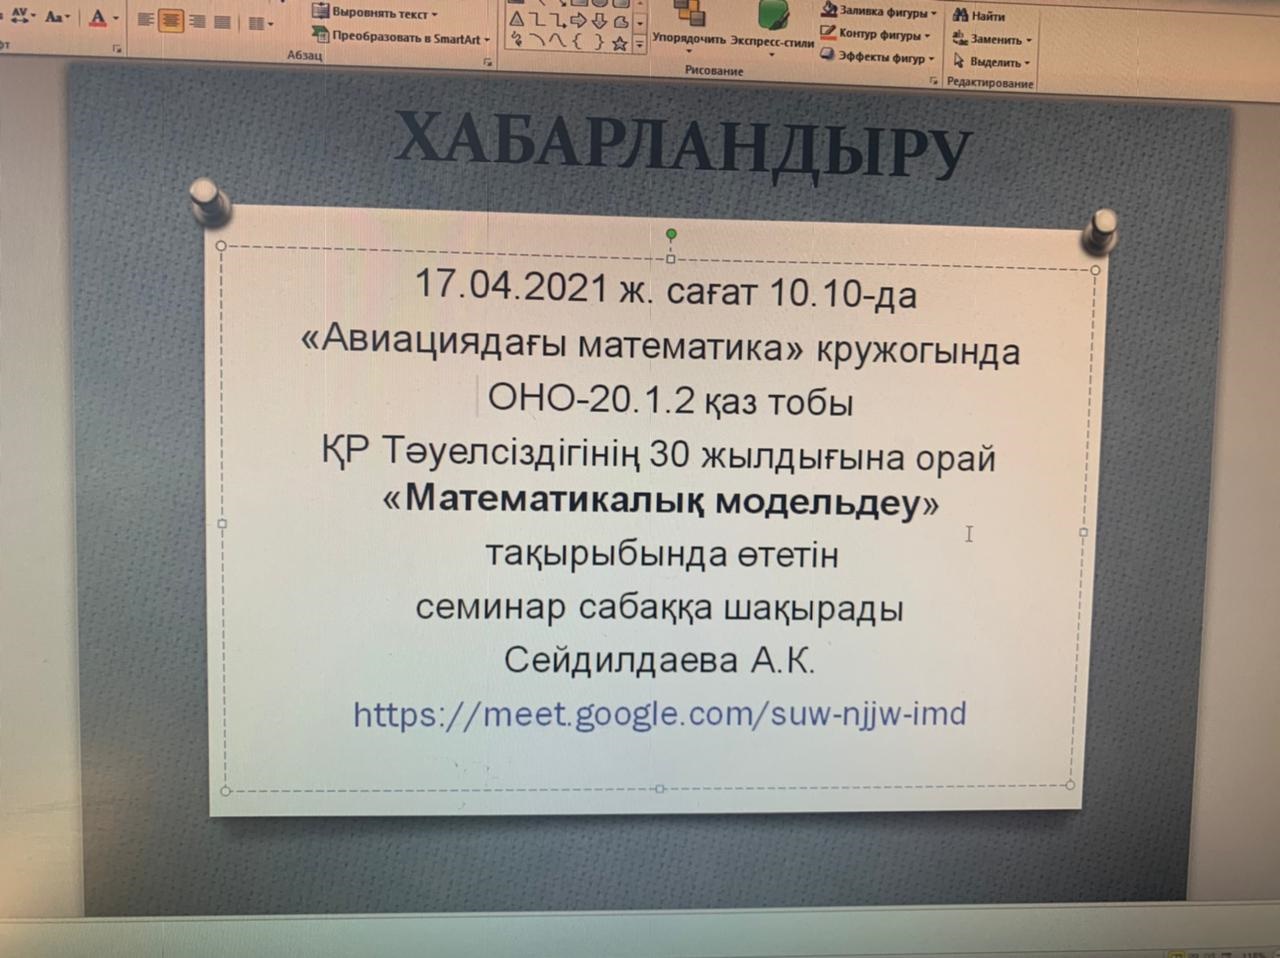 Выровнять текст
Преобразовать в SmartArt
Абзац
Упорядочить Экспресс-стили
Рисование
Заливка фигуры
Контур фигуры
Эффекты фигур
Найти
Заменить
Выделить
Редактирование
ХАБАРЛАНДЫРУ
17.04.2021 ж. сағат 10.10-да
«Авиациядағы математика» кружогында
ОНО-20.1.2 қаз тобы
ҚР Тәуелсіздігінің 30 жылдығына орай
«Математикалық модельдеу»
тақырыбында өтетін
семинар сабаққа шақырады
Сейдилдаева А.К.
https://meet.google.com/suw-njjw-imd